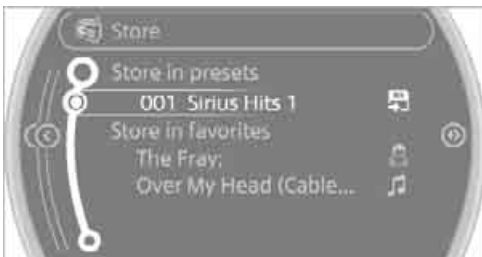 Store
Store in presets
001 Sirius Hits 1
Store in favorites
The Fray:
Over My Head (Cable...